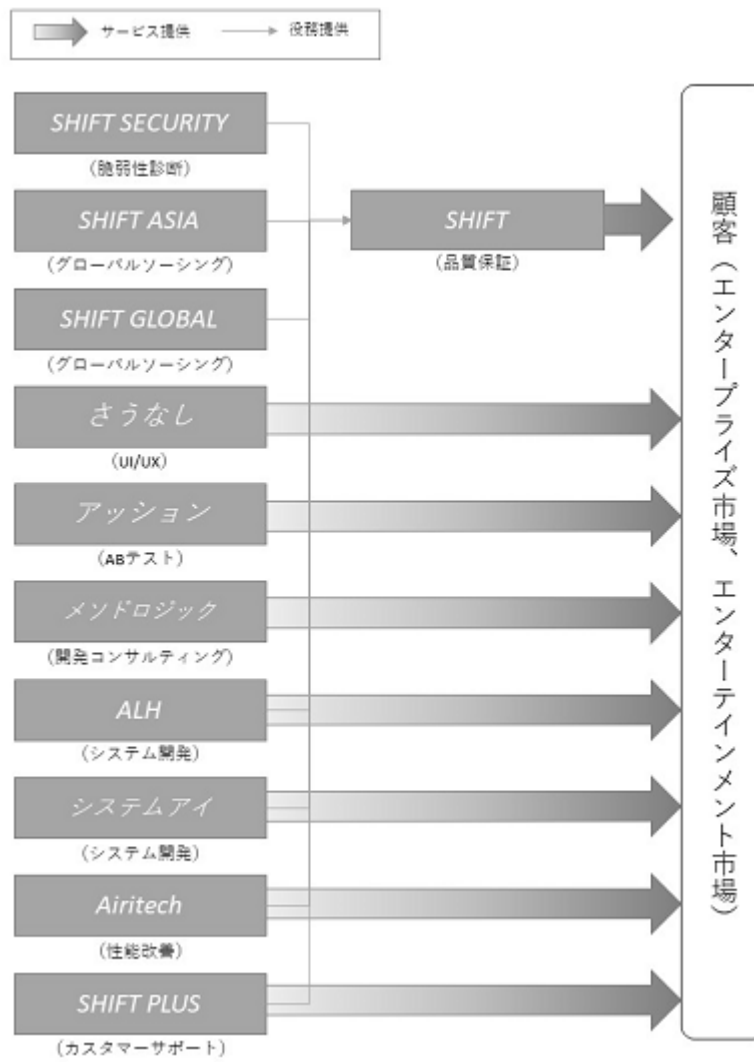 サービス提供
役務提供
SHIFT SECURITY
(脆弱性診断)
SHIFT ASIA
(グローバルソーシング)
SHIFT GLOBAL
(グローバルソーシング)
さうなし
(UI/UX)
アッション
(ABテスト)
メソドロジック
(開発コンサルティング)
ALH
(システム開発)
システムアイ
(システム開発)
Airitech
(性能改善)
SHIFT PLUS
(カスタマーサポート)
SHIFT
(品質保証)
顧客(エンタープライズ市場、エンターテインメント市場)